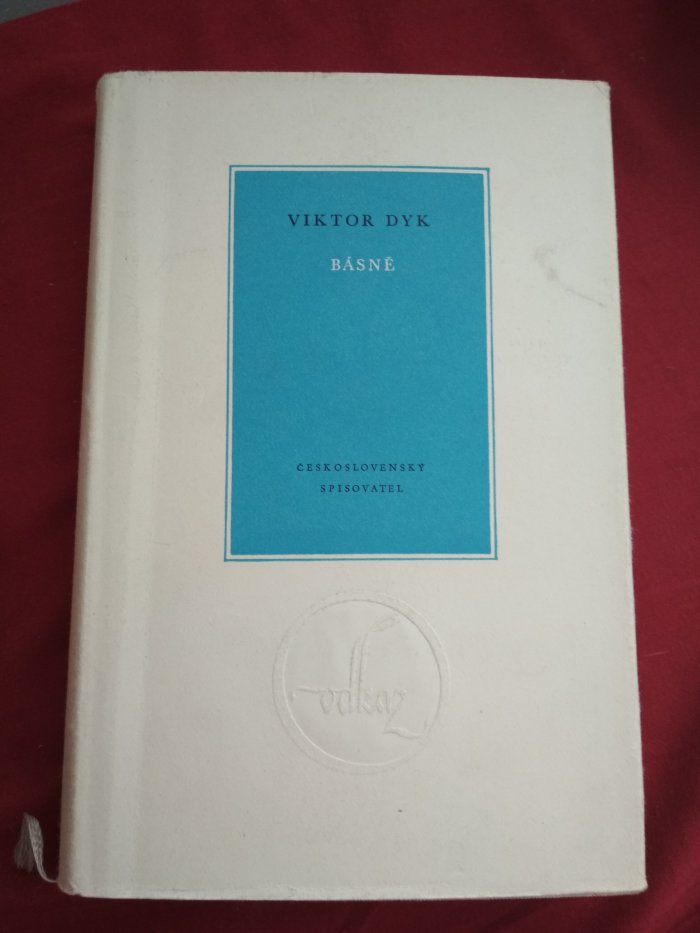 VIKTOR DYK
BÁSNĚ
ČESKOSLOVENSKÝ
SPISOVATEL
odkaz